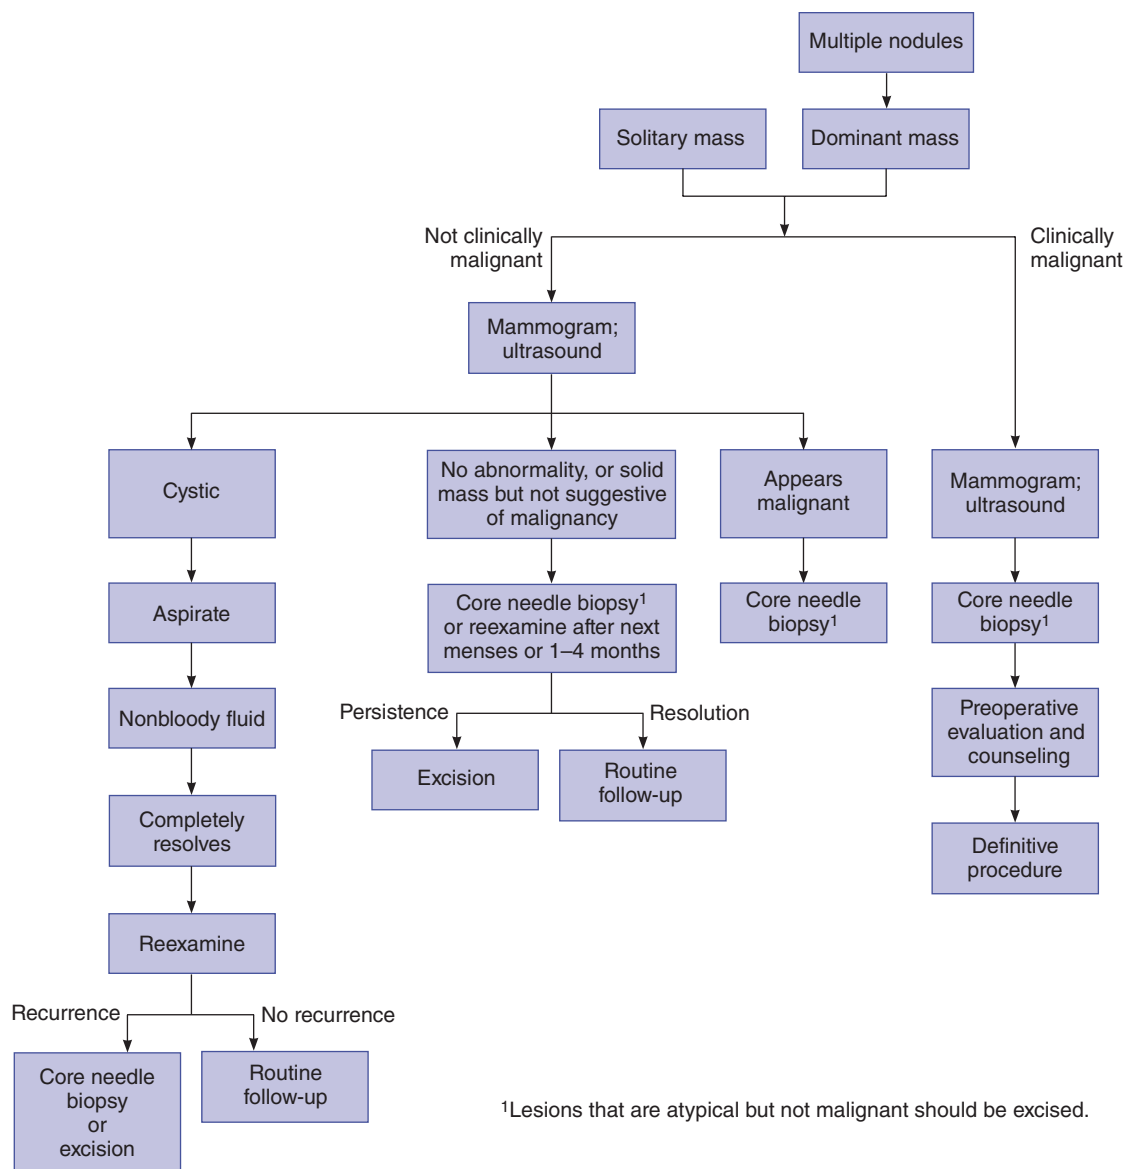 Multiple nodules
Solitary mass
Dominant mass
Not clinically
malignant
Clinically
malignant
Mammogram;
ultrasound
Cystic
No abnormality, or solid
mass but not suggestive
of malignancy
Appears
malignant
Mammogram;
ultrasound
Aspirate
Core needle biopsy¹
or reexamine after next
menses or 1–4 months
Core needle
biopsy¹
Core needle
biopsy¹
Nonbloody fluid
Persistence
Resolution
Preoperative
evaluation and
counseling
Excision
Routine
follow-up
Completely
resolves
Definitive
procedure
Reexamine
Recurrence
No recurrence
Core needle
biopsy
or
excision
Routine
follow-up
¹Lesions that are atypical but not malignant should be excised.